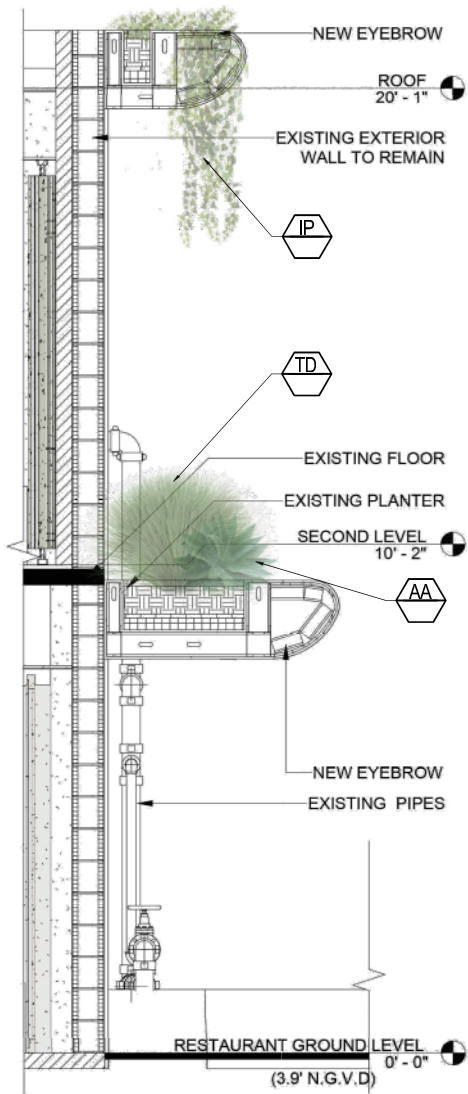 NEW EYEBROW
ROOF
20' - 1"
EXISTING EXTERIOR
WALL TO REMAIN
IP
TD
EXISTING FLOOR
EXISTING PLANTER
SECOND LEVEL
10' - 2"
AA
NEW EYEBROW
EXISTING PIPES
RESTAURANT GROUND LEVEL
0' - 0"
(3.9' N.G.V.D)